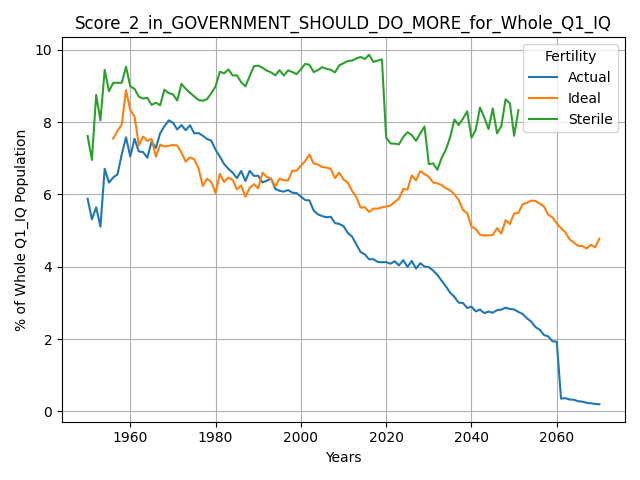 Score_2_in_GOVERNMENT_SHOULD_DO_MORE_for_Whole_Q1_IQ
% of Whole Q1_IQ Population
10
8
6
4
2
0
Fertility
Actual
Ideal
Sterile
1960
1980
2000
2020
2040
2060
Years